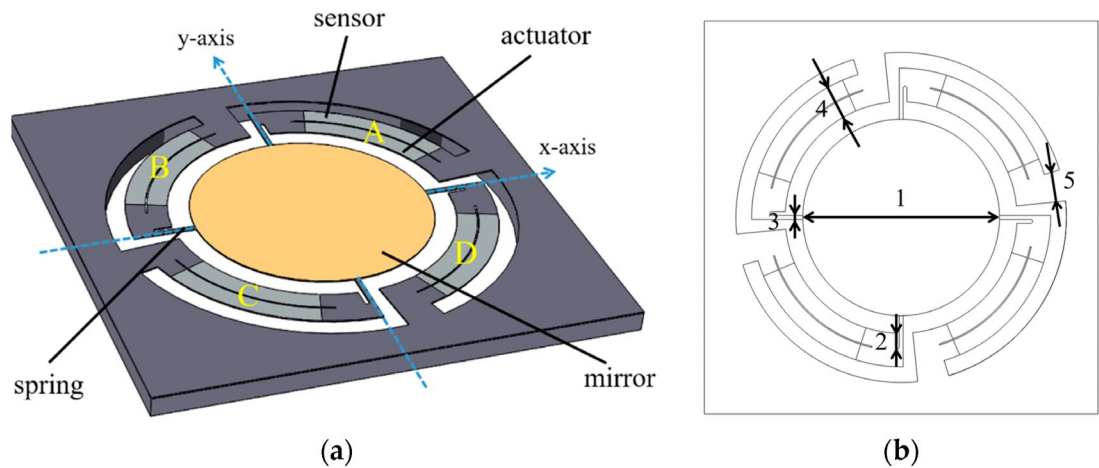 sensor
actuator
y-axis
x-axis
A
B
C
D
spring
mirror
(a)
1
2
3
4
5
(b)